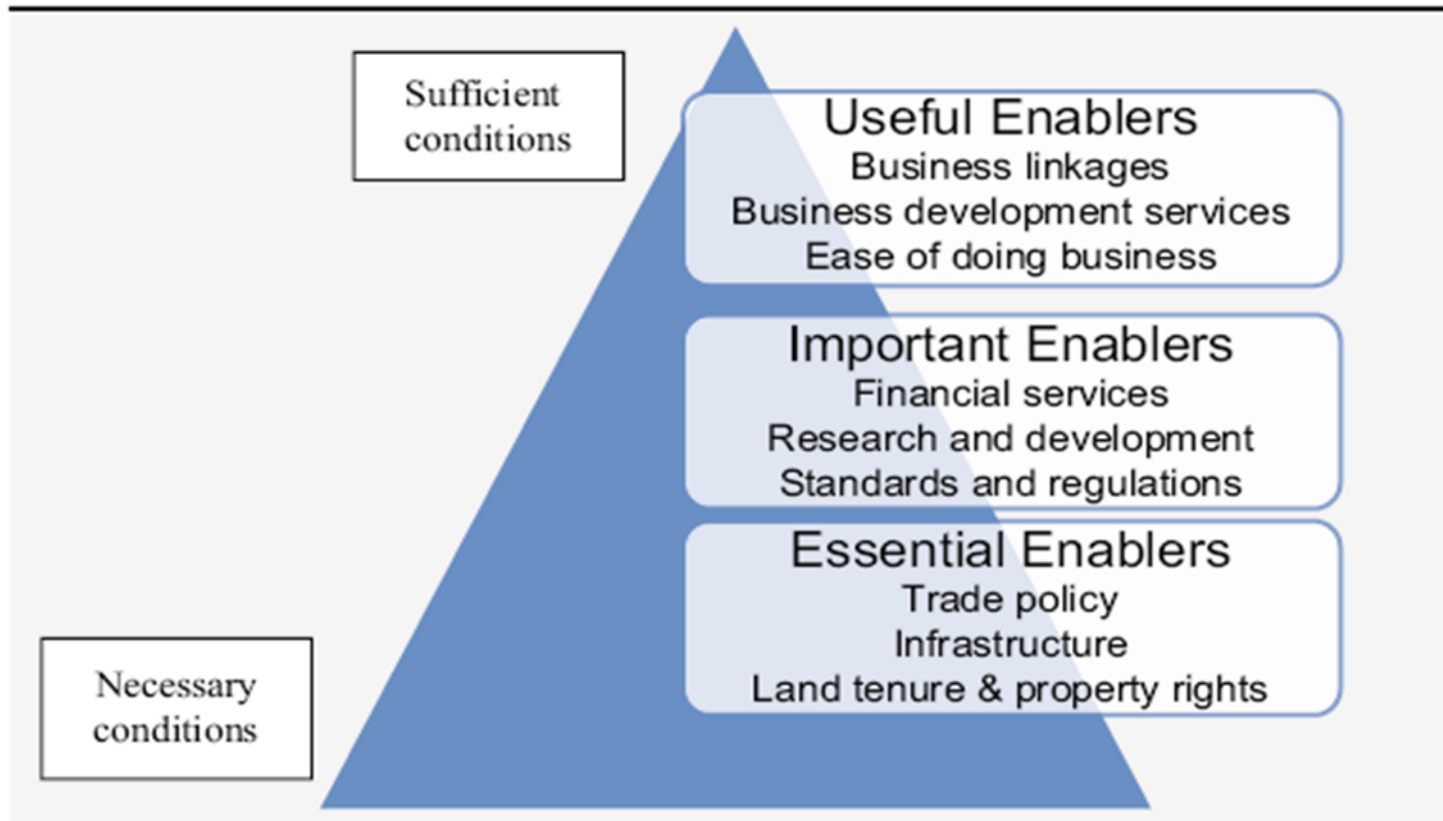 Sufficient
conditions
Useful Enablers
Business linkages
Business development services
Ease of doing business
Important Enablers
Financial services
Research and development
Standards and regulations
Essential Enablers
Trade policy
Infrastructure
Land tenure & property rights
Necessary
conditions